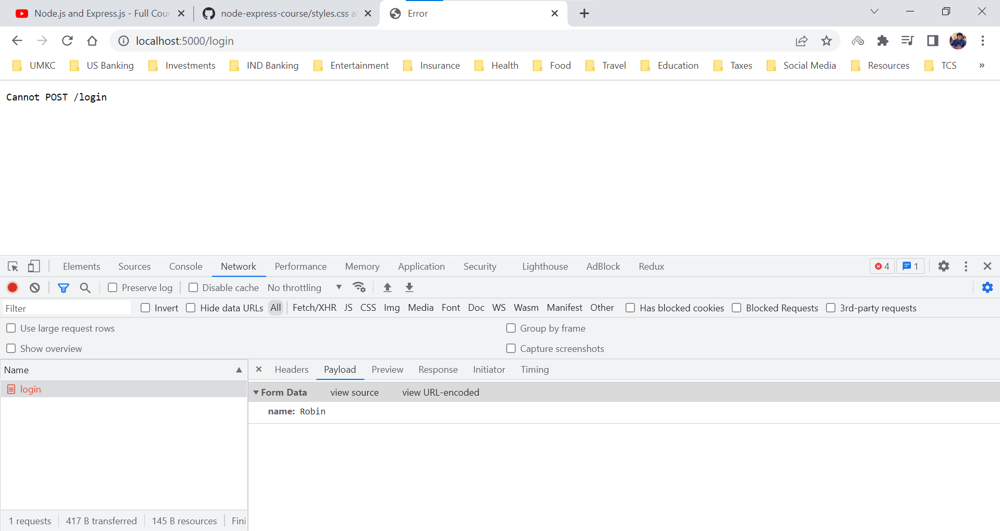 Node.js and Express.js - Full Cour
node-express-course/styles.css at
Error
localhost:5000/login
UMKC US Banking Investments IND Banking Entertainment Insurance Health Food Travel Education Taxes Social Media Resources TCS »
Cannot POST /login
Elements Sources Console Network Performance Memory Application Security Lighthouse AdBlock Redux 4 1
Preserve log Disable cache No throttling
Filter Invert Hide data URLs All Fetch/XHR JS CSS Img Media Font Doc WS Wasm Manifest Other Has blocked cookies Blocked Requests 3rd-party requests
Use large request rows Group by frame
Show overview Capture screenshots
Name Headers Payload Preview Response Initiator Timing
login Form Data view source view URL-encoded
name: Robin
1 requests 417 B transferred 145 B resources Fini